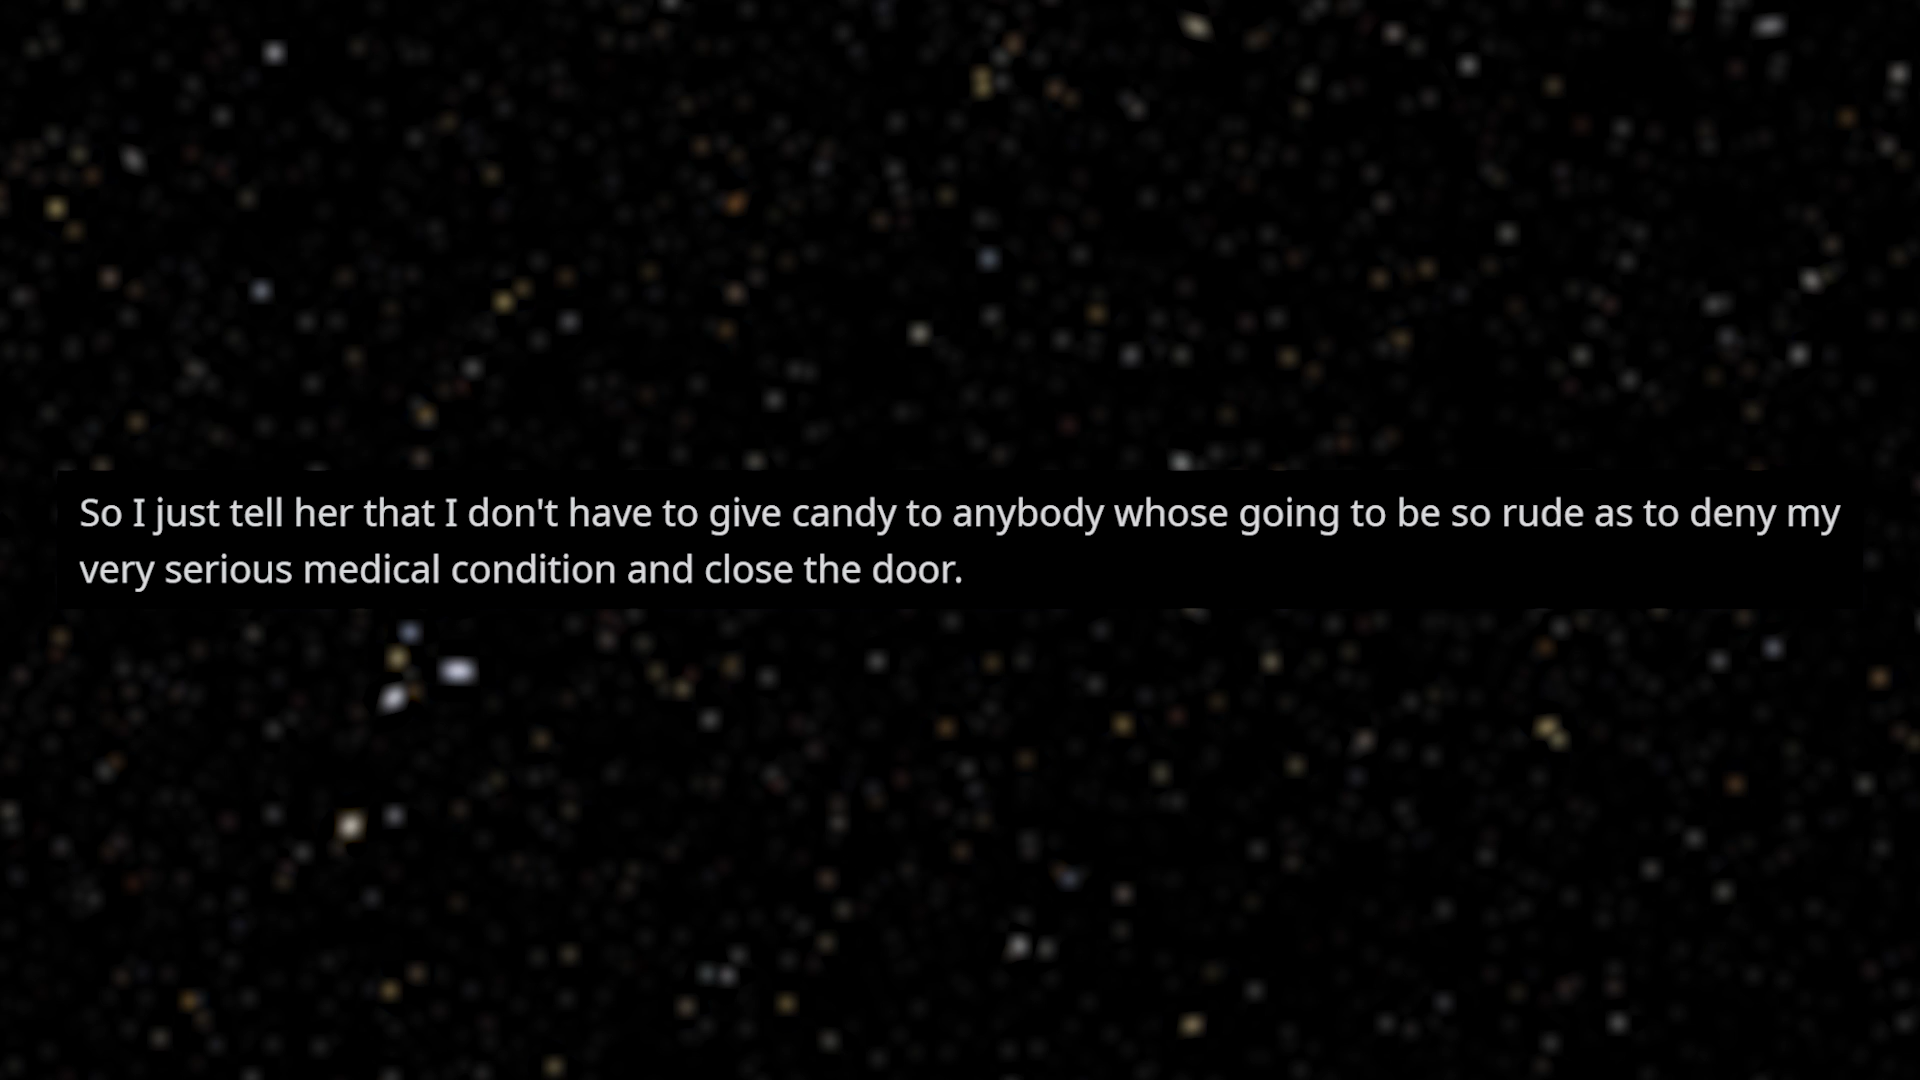 So I just tell her that I don't have to give candy to anybody whose going to be so rude as to deny my
very serious medical condition and close the door.